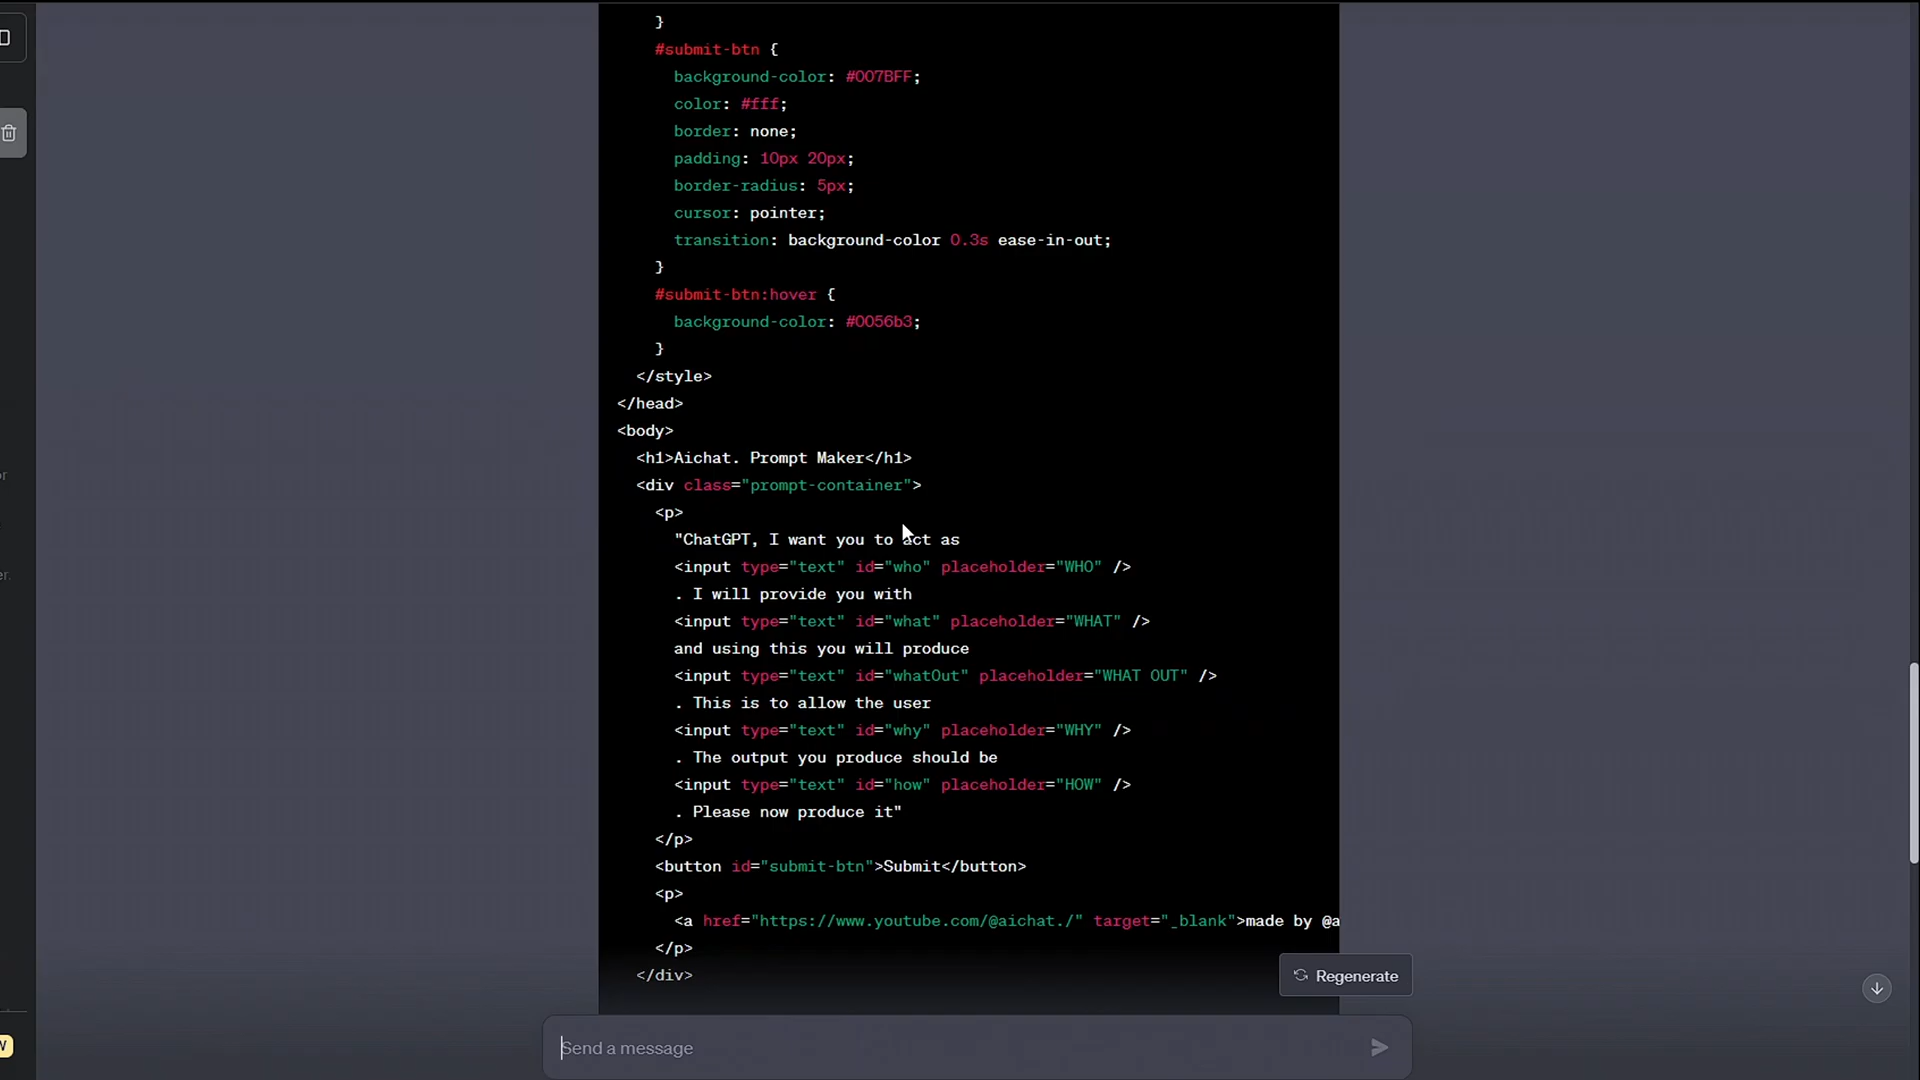 }
#submit-btn {
background-color: #007BFF;
color: #fff;
border: none;
padding: 10px 20px;
border-radius: 5px;
cursor: pointer;
transition: background-color 0.3s ease-in-out;
}
#submit-btn:hover {
background-color: #0056b3;
}
</style>
</head>
<body>
<h1>Aichat. Prompt Maker</h1>
<div class="prompt-container">
<p>
"ChatGPT, I want you to act as
<input type="text" id="who" placeholder="WHO" />
. I will provide you with
<input type="text" id="what" placeholder="WHAT" />
and using this you will produce
<input type="text" id="whatOut" placeholder="WHAT OUT" />
. This is to allow the user
<input type="text" id="why" placeholder="WHY" />
. The output you produce should be
<input type="text" id="how" placeholder="HOW" />
. Please now produce it"
</p>
<button id="submit-btn">Submit</button>
<p>
<a href="https://www.youtube.com/@aichat./" target="_blank">made by @a
</p>
</div>
Regenerate
Send a message